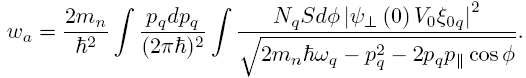 $$w_a = \frac{2m_n}{\hbar^2} \int \frac{p_q dp_q}{(2\pi\hbar)^2} \int \frac{N_q S d\phi \left|\psi_\perp(0) V_0 \xi_{0q}\right|^2}{\sqrt{2m_n\hbar\omega_q - p_q^2 - 2p_q p_\parallel \cos\phi}}.$$